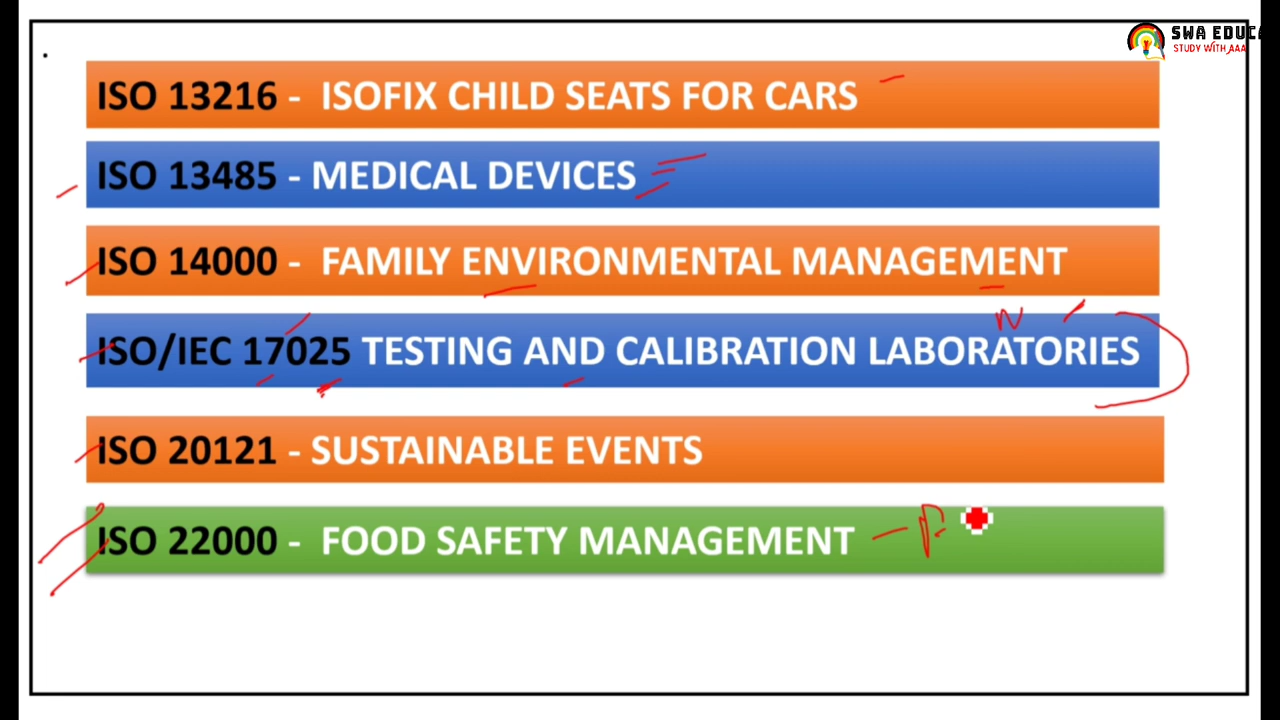 SWA EDUCA
STUDY WITH AAA
ISO 13216 - ISOFIX CHILD SEATS FOR CARS
ISO 13485 - MEDICAL DEVICES
ISO 14000 - FAMILY ENVIRONMENTAL MANAGEMENT
N
ISO/IEC 17025 TESTING AND CALIBRATION LABORATORIES
ISO 20121 - SUSTAINABLE EVENTS
ISO 22000 - FOOD SAFETY MANAGEMENT